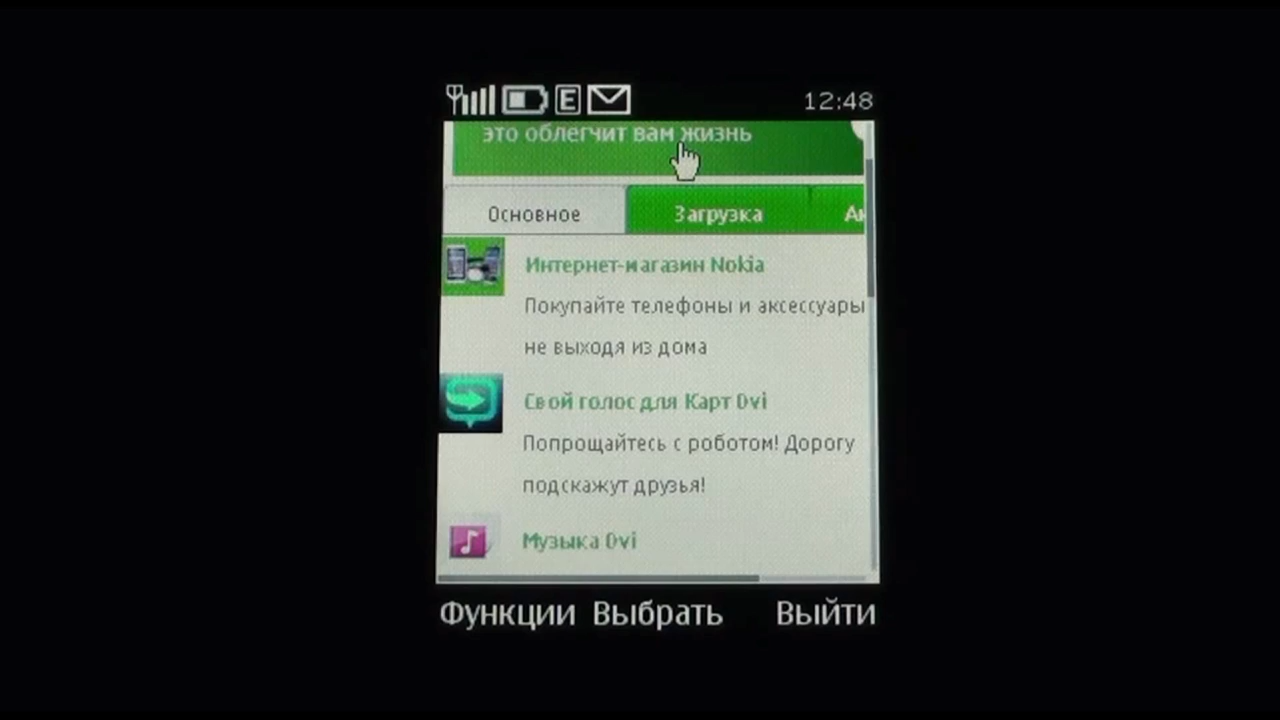 E
12:48
это облегчит вам жизнь
Основное
Загрузка
Ак
Интернет-магазин Nokia
Покупайте телефоны и аксессуары
не выходя из дома
Свой голос для Карт Ovi
Попрощайтесь с роботом! Дорогу
подскажут друзья!
Музыка Ovi
Функции Выбрать Выйти